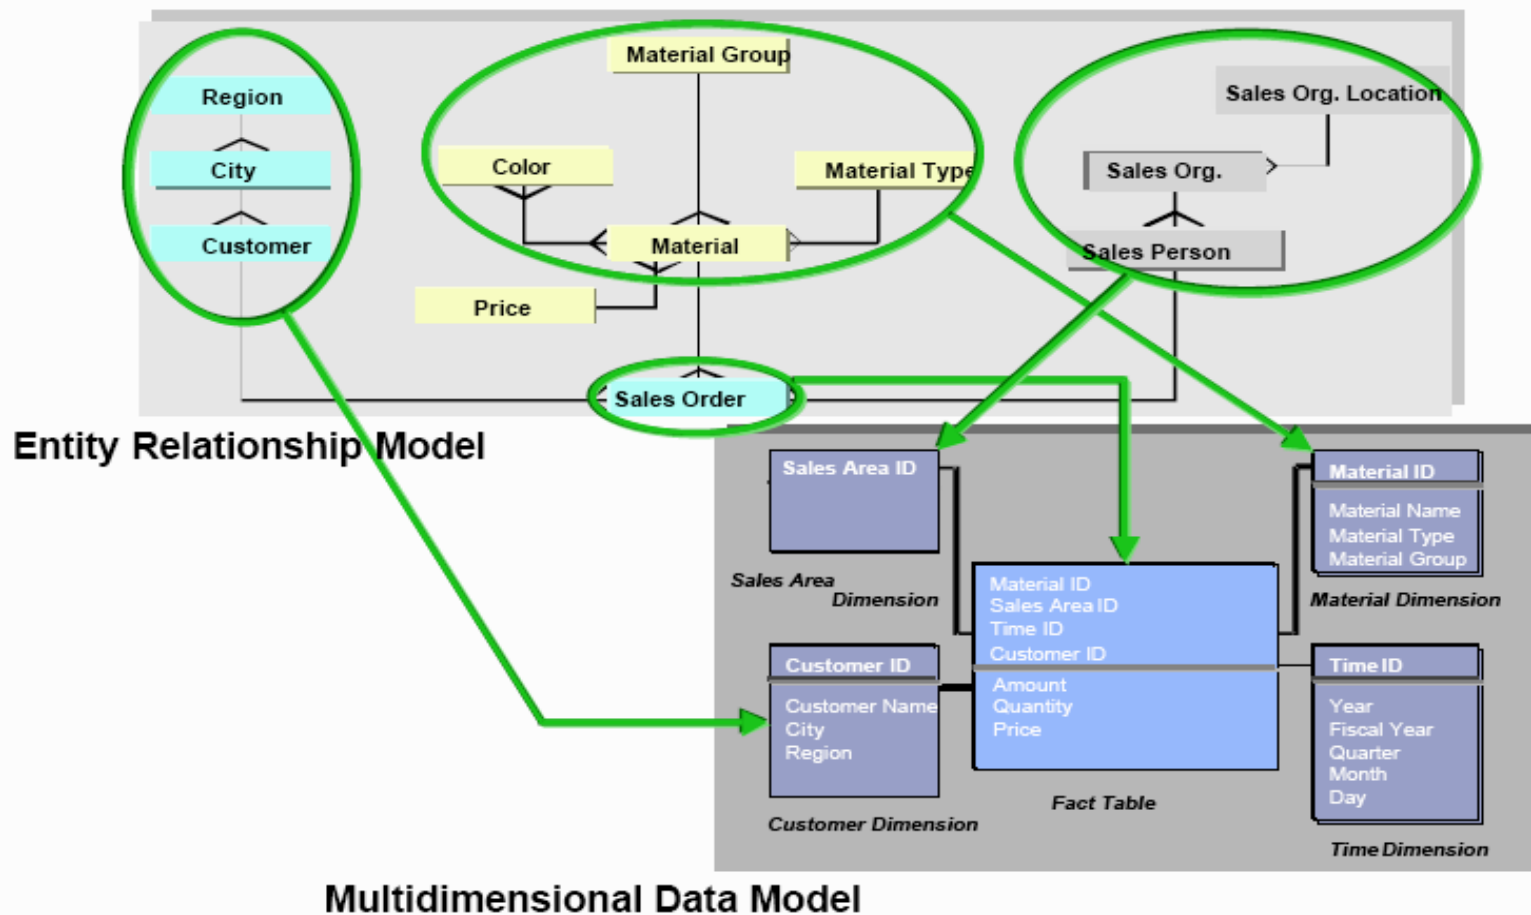 Material Group
Region
Sales Org. Location
Color
Material Type
City
Sales Org.
Customer
Material
Sales Person
Price
Sales Order
Entity Relationship Model
Sales Area ID
Sales Area
Dimension
Material ID
Material Name
Material Type
Material Group
Material Dimension
Material ID
Sales Area ID
Time ID
Customer ID
Amount
Quantity
Price
Fact Table
Customer ID
Customer Name
City
Region
Customer Dimension
Time ID
Year
Fiscal Year
Quarter
Month
Day
Time Dimension
Multidimensional Data Model